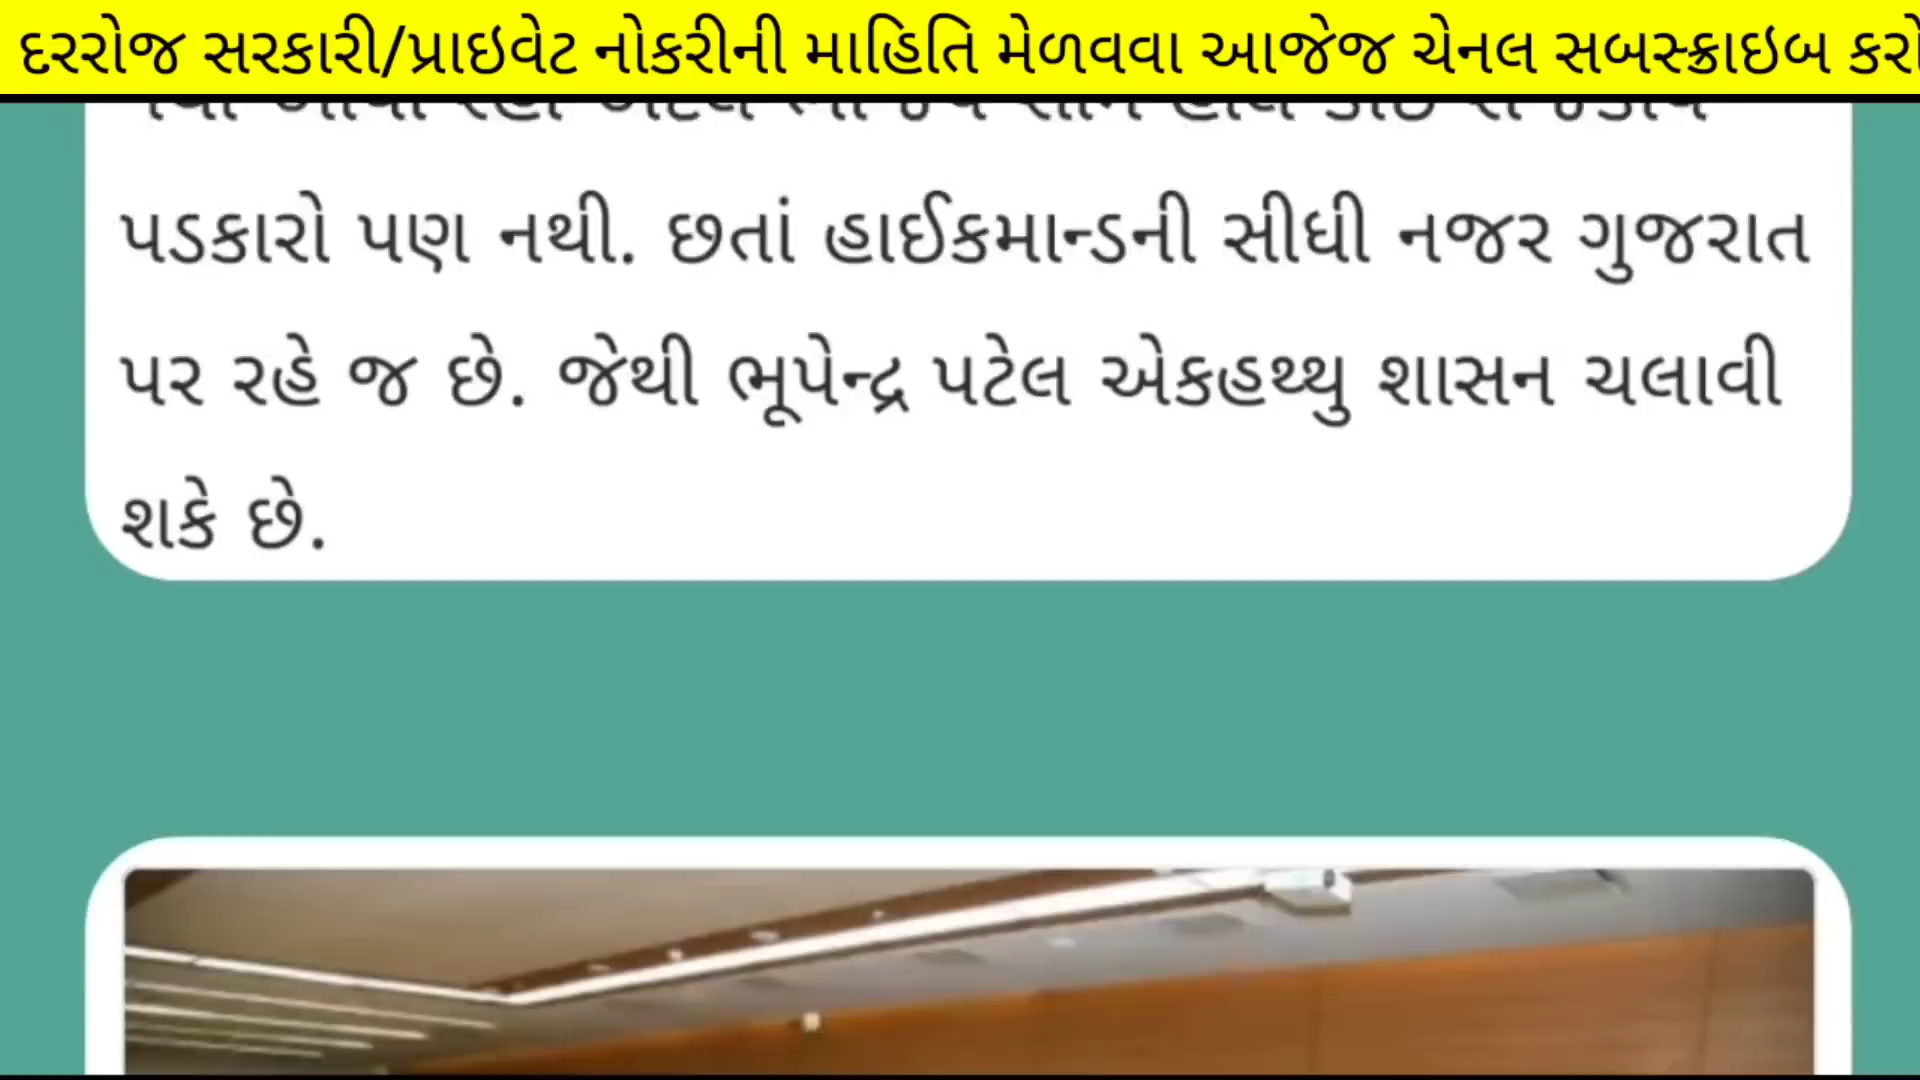 દરરોજ સરકારી/પ્રાઇવેટ નોકરીની માહિતિ મેળવવા આજેજ ચેનલ સબસ્ક્રાઇબ કરો
પડકારો પણ નથી. છતાં હાઈકમાન્ડની સીધી નજર ગુજરાત
પર રહે જ છે. જેથી ભૂપેન્દ્ર પટેલ એકહથ્થુ શાસન ચલાવી
શકે છે.